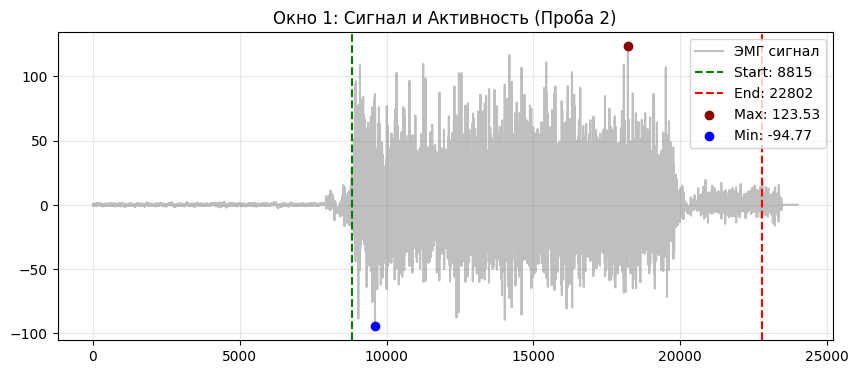 Окно 1: Сигнал и Активность (Проба 2)
ЭМГ сигнал
Start: 8815
End: 22802
Max: 123.53
Min: -94.77
100
50
0
−50
−100
0
5000
10000
15000
20000
25000